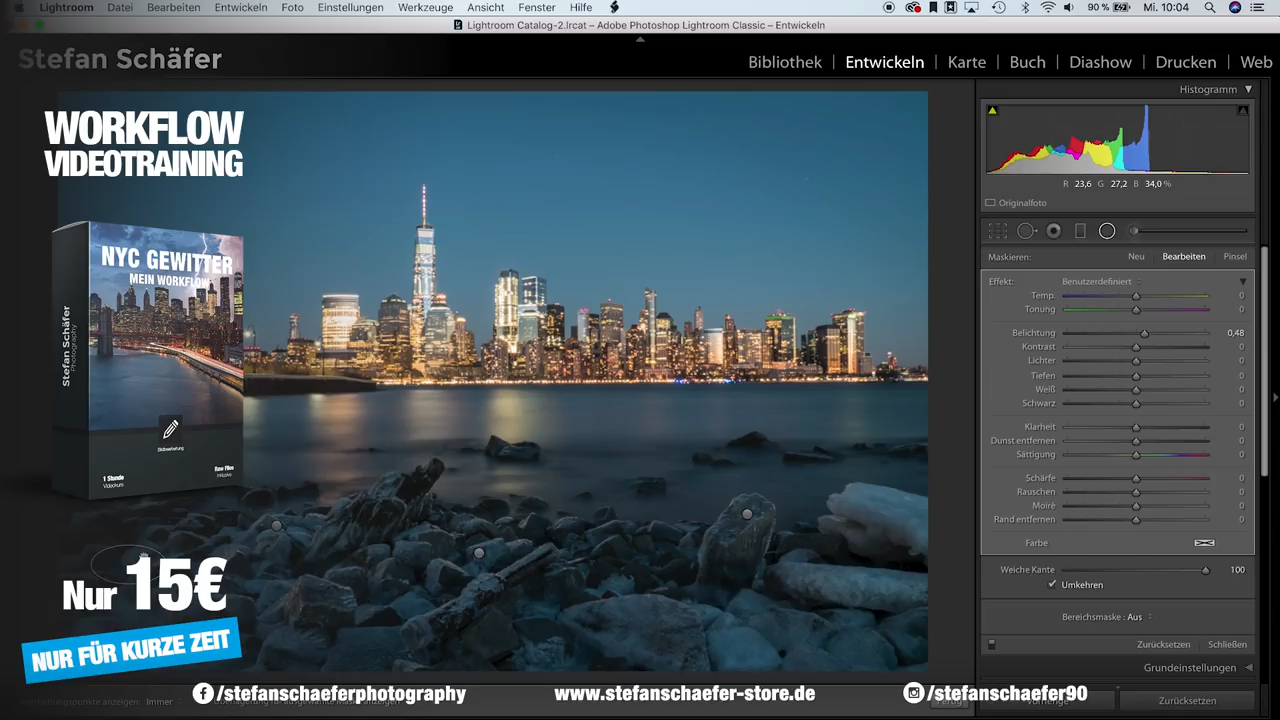 Lightroom Datei Bearbeiten Entwickeln Foto Einstellungen Werkzeuge Ansicht Fenster Hilfe 90 % Mi. 10:04
Lightroom Catalog-2.lrcat – Adobe Photoshop Lightroom Classic – Entwickeln
Stefan Schäfer
Bibliothek | Entwickeln | Karte | Buch | Diashow | Drucken | Web
WORKFLOW
VIDEOTRAINING
NYC GEWITTER
MEIN WORKFLOW
Stefan Schäfer
Photography
Bildbearbeitung
1 Stunde
Videokurs
Raw Files
Inklusive
Nur 15€
NUR FÜR KURZE ZEIT
/stefanschaeferphotography
www.stefanschaefer-store.de
/stefanschaefer90
Histogramm
R 23,6 G 27,2 B 34,0 %
Originalfoto
Maskieren: Neu Bearbeiten Pinsel
Effekt: Benutzerdefiniert
Temp. 0
Tonung 0
Belichtung 0,48
Kontrast 0
Lichter 0
Tiefen 0
Weiß 0
Schwarz 0
Klarheit 0
Dunst entfernen 0
Sättigung 0
Schärfe 0
Rauschen 0
Moiré 0
Rand entfernen 0
Farbe
Weiche Kante 100
Umkehren
Bereichsmaske : Aus
Zurücksetzen Schließen
Grundeinstellungen
Vorherige Zurücksetzen
Immer
Fertig